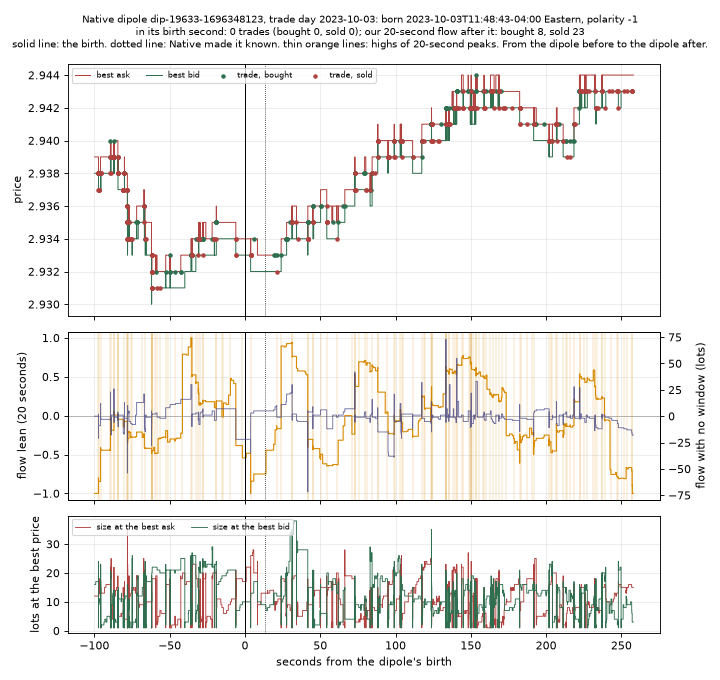 Native dipole dip-19633-1696348123, trade day 2023-10-03: born 2023-10-03T11:48:43-04:00 Eastern, polarity -1
in its birth second: 0 trades (bought 0, sold 0); our 20-second flow after it: bought 8, sold 23
solid line: the birth. dotted line: Native made it known. thin orange lines: highs of 20-second peaks. From the dipole before to the dipole after.
best ask best bid trade, bought trade, sold
2.944
2.942
2.940
2.938
2.936
2.934
2.932
2.930
price
1.0
0.5
0.0
−0.5
−1.0
flow lean (20 seconds)
75
50
25
0
−25
−50
−75
flow with no window (lots)
size at the best ask size at the best bid
30
20
10
0
lots at the best price
−100 −50 0 50 100 150 200 250
seconds from the dipole's birth